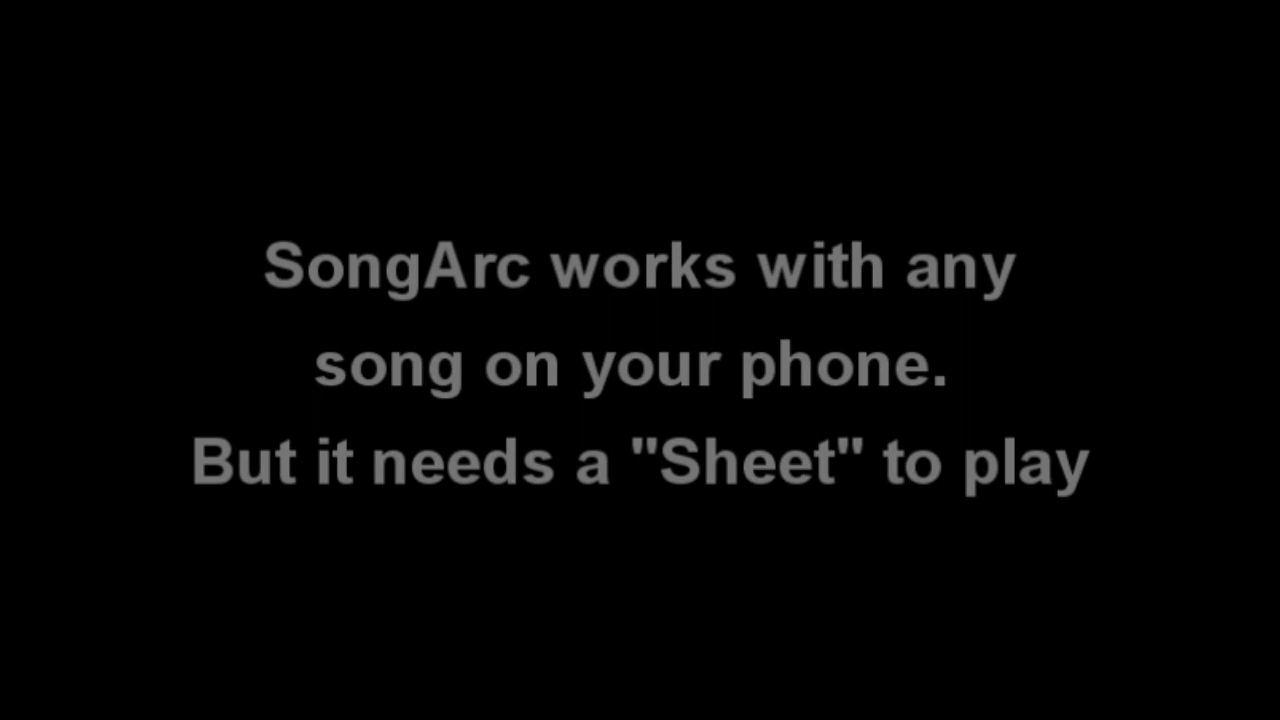 SongArc works with any
song on your phone.
But it needs a "Sheet" to play